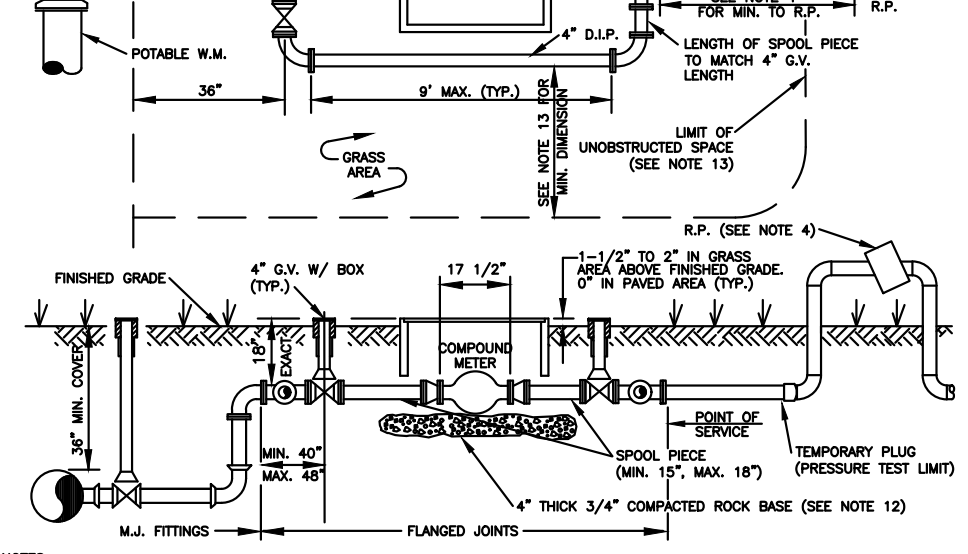 SEE NOTE 4
FOR MIN. TO R.P.
R.P.
POTABLE W.M.
4" D.I.P.
LENGTH OF SPOOL PIECE
TO MATCH 4" G.V.
LENGTH
36"
9' MAX. (TYP.)
SEE NOTE 13 FOR
MIN. DIMENSION
LIMIT OF
UNOBSTRUCTED SPACE
(SEE NOTE 13)
GRASS
AREA
R.P. (SEE NOTE 4)
FINISHED GRADE
4" G.V. W/ BOX
(TYP.)
17 1/2"
1-1/2" TO 2" IN GRASS
AREA ABOVE FINISHED GRADE.
0" IN PAVED AREA (TYP.)
36" MIN. COVER
18"
EXACT
COMPOUND
METER
POINT OF
SERVICE
MIN. 40"
MAX. 48"
SPOOL PIECE
(MIN. 15", MAX. 18")
TEMPORARY PLUG
(PRESSURE TEST LIMIT)
4" THICK 3/4" COMPACTED ROCK BASE (SEE NOTE 12)
M.J. FITTINGS
FLANGED JOINTS